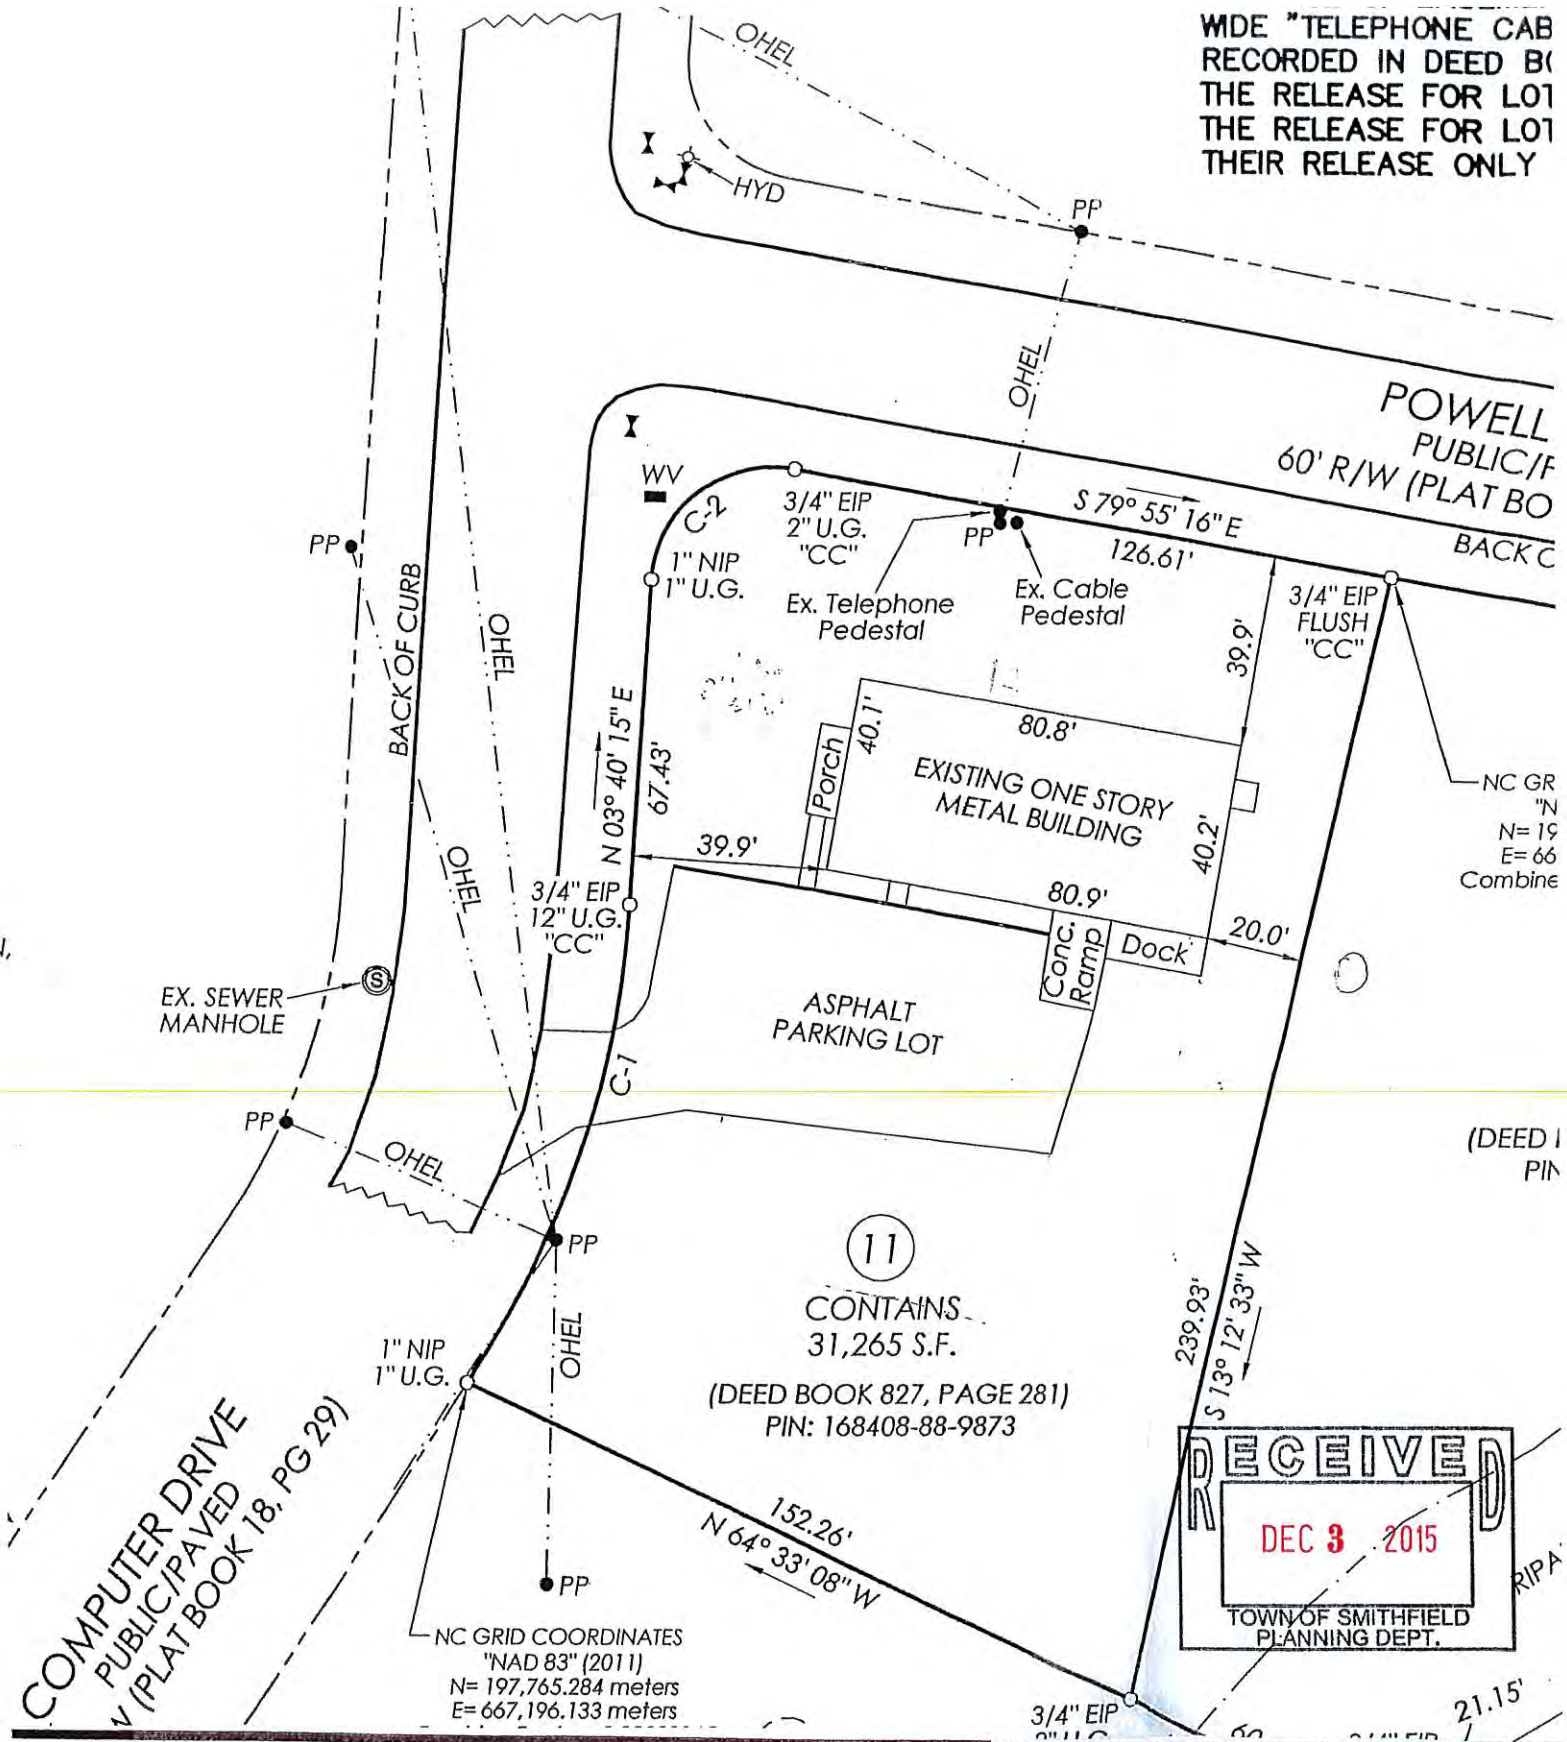 WIDE "TELEPHONE CAB
RECORDED IN DEED B
THE RELEASE FOR LOT
THE RELEASE FOR LOT
THEIR RELEASE ONLY
OHEL
HYD
PP
OHEL
POWELL
PUBLIC/
60' R/W (PLAT BO
BACK C
WV
C-2
3/4" EIP
2" U.G.
"CC"
S 79° 55' 16" E
126.61'
PP
PP
1" NIP
1" U.G.
Ex. Telephone
Pedestal
Ex. Cable
Pedestal
3/4" EIP
FLUSH
"CC"
39.9'
BACK OF CURB
OHEL
N 03° 40' 15" E
67.43'
Porch
40.1'
80.8'
EXISTING ONE STORY
METAL BUILDING
40.2'
NC GR
"N
N= 19
E= 66
Combine
OHEL
39.9'
3/4" EIP
12" U.G.
"CC"
80.9'
20.0'
Conc.
Ramp
Dock
N,
EX. SEWER
MANHOLE
S
ASPHALT
PARKING LOT
C-1
PP
OHEL
(DEED
PIN
PP
11
CONTAINS
31,265 S.F.
(DEED BOOK 827, PAGE 281)
PIN: 168408-88-9873
239.93'
S 13° 12' 33" W
OHEL
1" NIP
1" U.G.
COMPUTER DRIVE
PUBLIC/PAVED
(PLAT BOOK 18, PG 29)
152.26'
N 64° 33' 08" W
PP
RECEIVED
DEC 3 2015
TOWN OF SMITHFIELD
PLANNING DEPT.
RIPA
NC GRID COORDINATES
"NAD 83" (2011)
N= 197,765.284 meters
E= 667,196.133 meters
3/4" EIP
21.15'